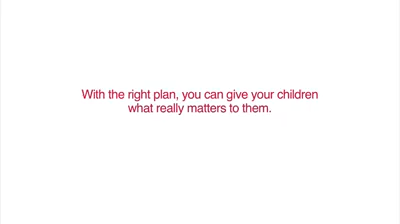 With the right plan, you can give your children
what really matters to them.